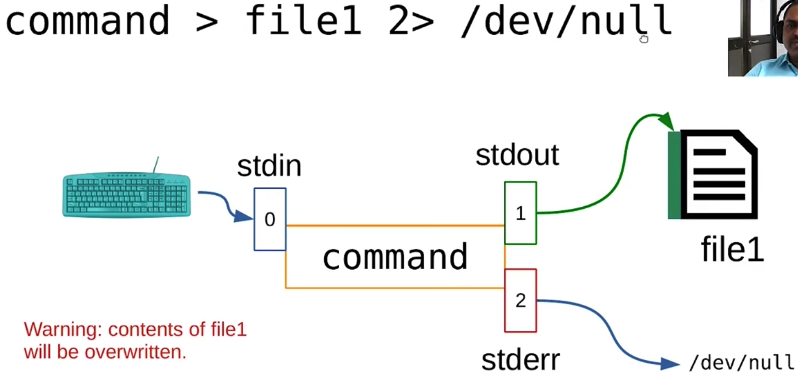 command > file1 2> /dev/null
stdin
stdout
0
1
command
file1
2
Warning: contents of file1
will be overwritten.
stderr
/dev/null